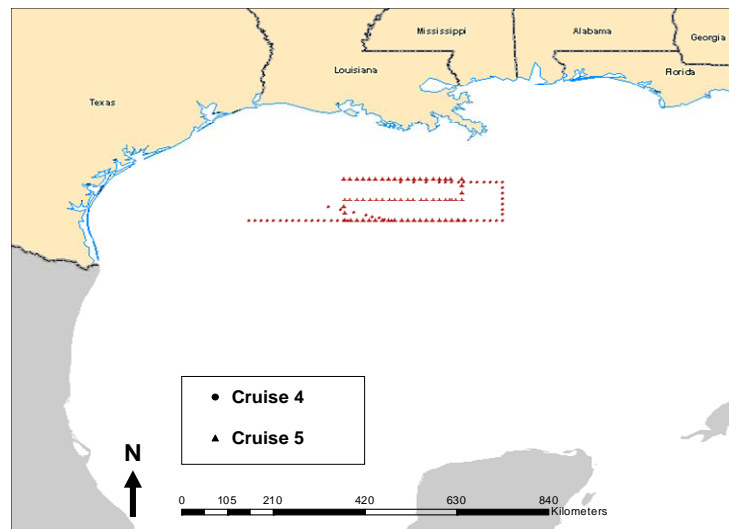 Mississippi
Alabama
Georgia
Louisiana
Florida
Texas
Cruise 4
Cruise 5
N
0 105 210 420 630 840
Kilometers